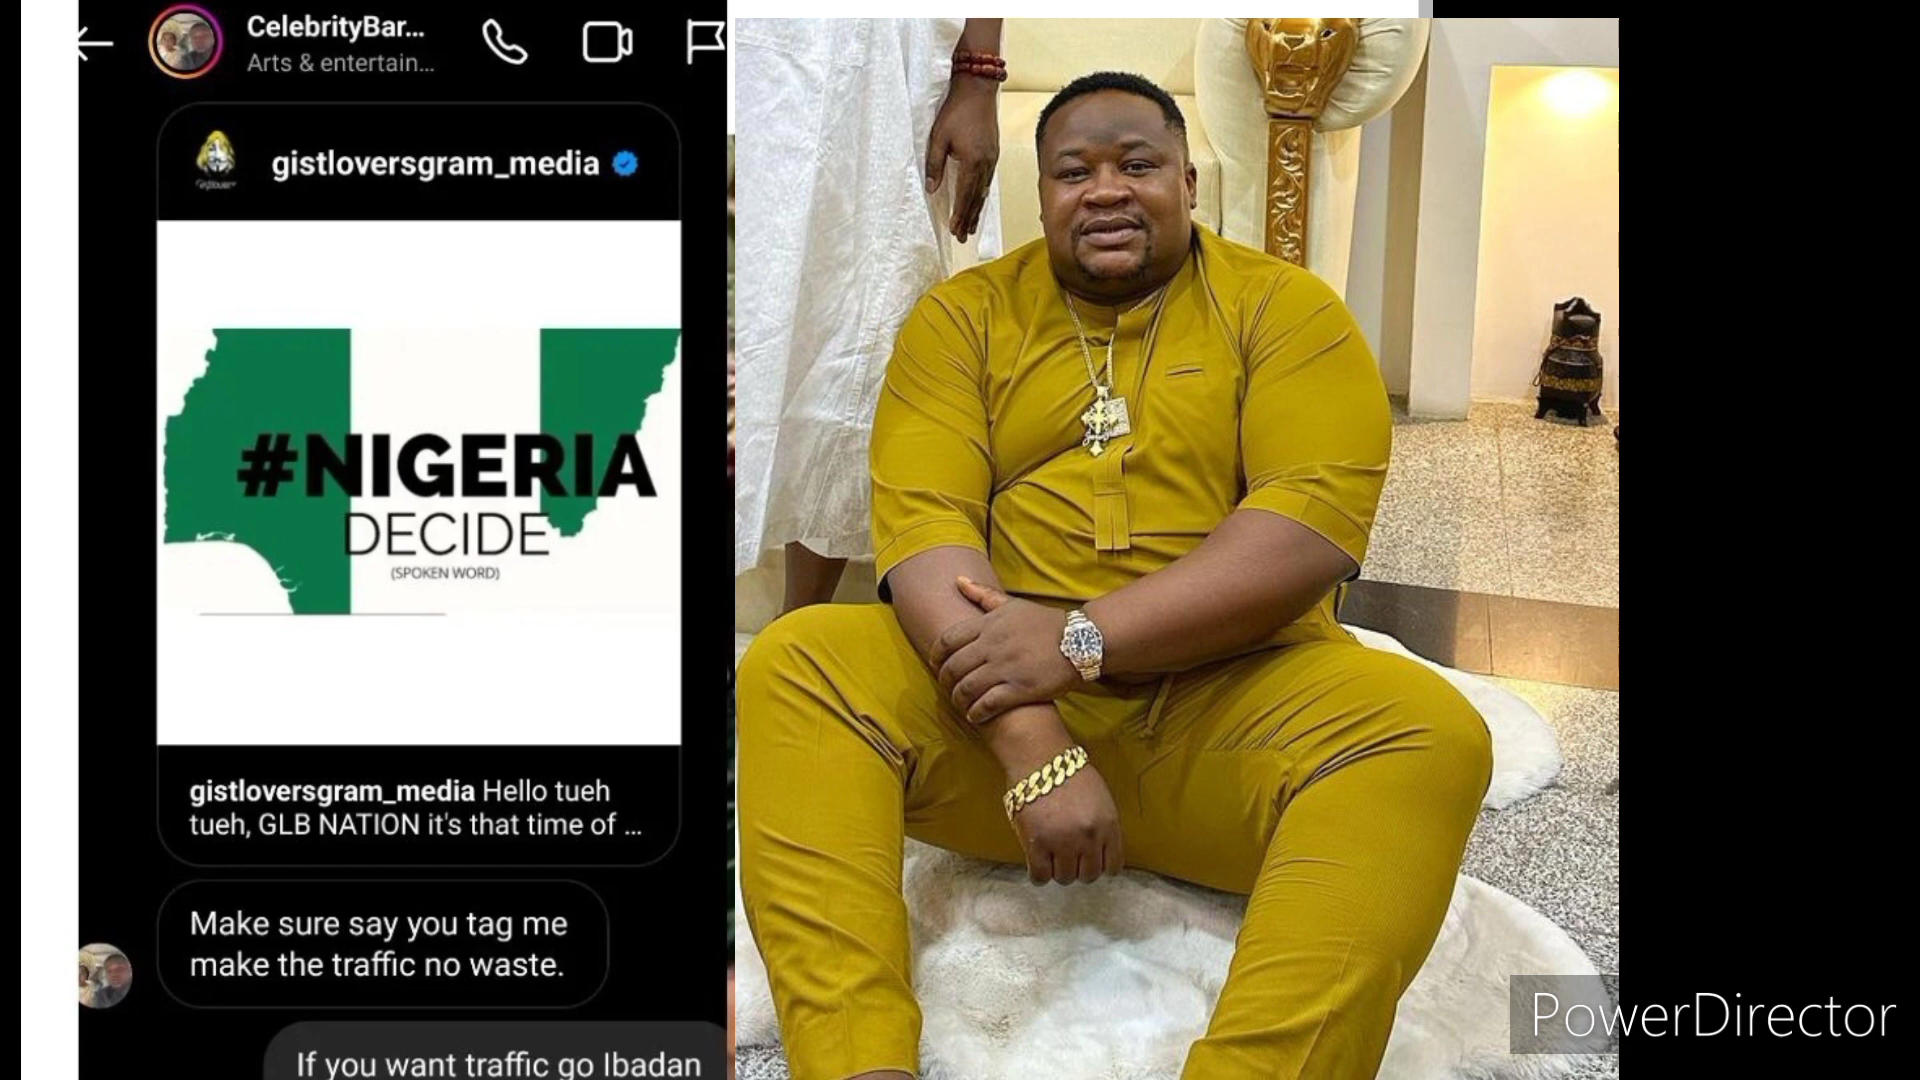 CelebrityBar...
Arts & entertain...
gistloversgram_media
#NIGERIA
DECIDE
(SPOKEN WORD)
gistloversgram_media Hello tueh
tueh, GLB NATION it's that time of ...
Make sure say you tag me
make the traffic no waste.
If you want traffic go Ibadan
PowerDirector